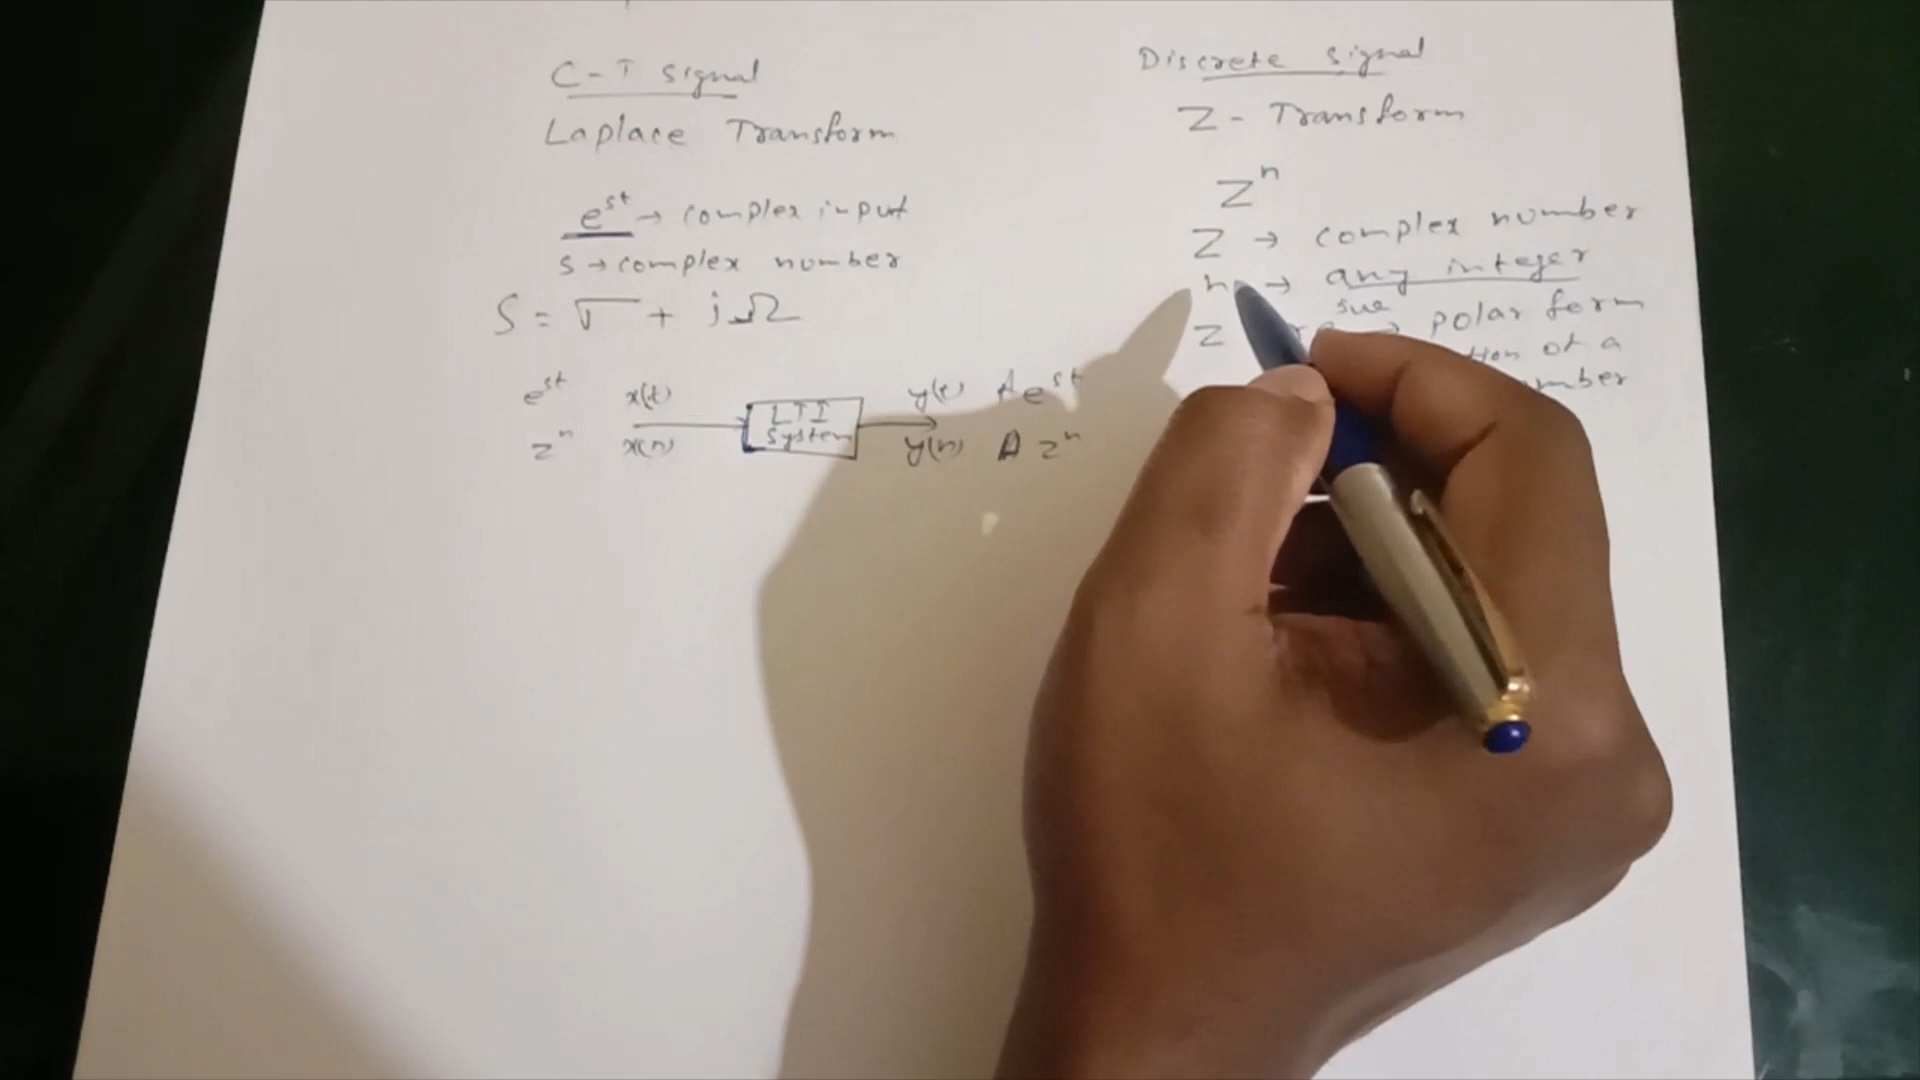 C-T signal
Laplace Transform
e^st → complex input
s → complex number
S = σ + jΩ
e^st x(t) LTI System y(t) A e^st
z^n x(n) y(n) A z^n
Discrete signal
Z - Transform
Z^n
Z → complex number
n → any integer
Z → polar form
of a